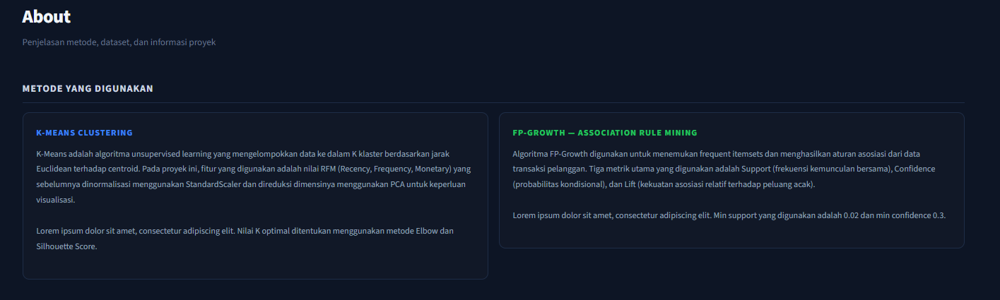 About
Penjelasan metode, dataset, dan informasi proyek
METODE YANG DIGUNAKAN
K-MEANS CLUSTERING
K-Means adalah algoritma unsupervised learning yang mengelompokkan data ke dalam K klaster berdasarkan jarak
Euclidean terhadap centroid. Pada proyek ini, fitur yang digunakan adalah nilai RFM (Recency, Frequency, Monetary) yang
sebelumnya dinormalisasi menggunakan StandardScaler dan direduksi dimensinya menggunakan PCA untuk keperluan
visualisasi.
Lorem ipsum dolor sit amet, consectetur adipiscing elit. Nilai K optimal ditentukan menggunakan metode Elbow dan
Silhouette Score.
FP-GROWTH — ASSOCIATION RULE MINING
Algoritma FP-Growth digunakan untuk menemukan frequent itemsets dan menghasilkan aturan asosiasi dari data
transaksi pelanggan. Tiga metrik utama yang digunakan adalah Support (frekuensi kemunculan bersama), Confidence
(probabilitas kondisional), dan Lift (kekuatan asosiasi relatif terhadap peluang acak).
Lorem ipsum dolor sit amet, consectetur adipiscing elit. Min support yang digunakan adalah 0.02 dan min confidence 0.3.